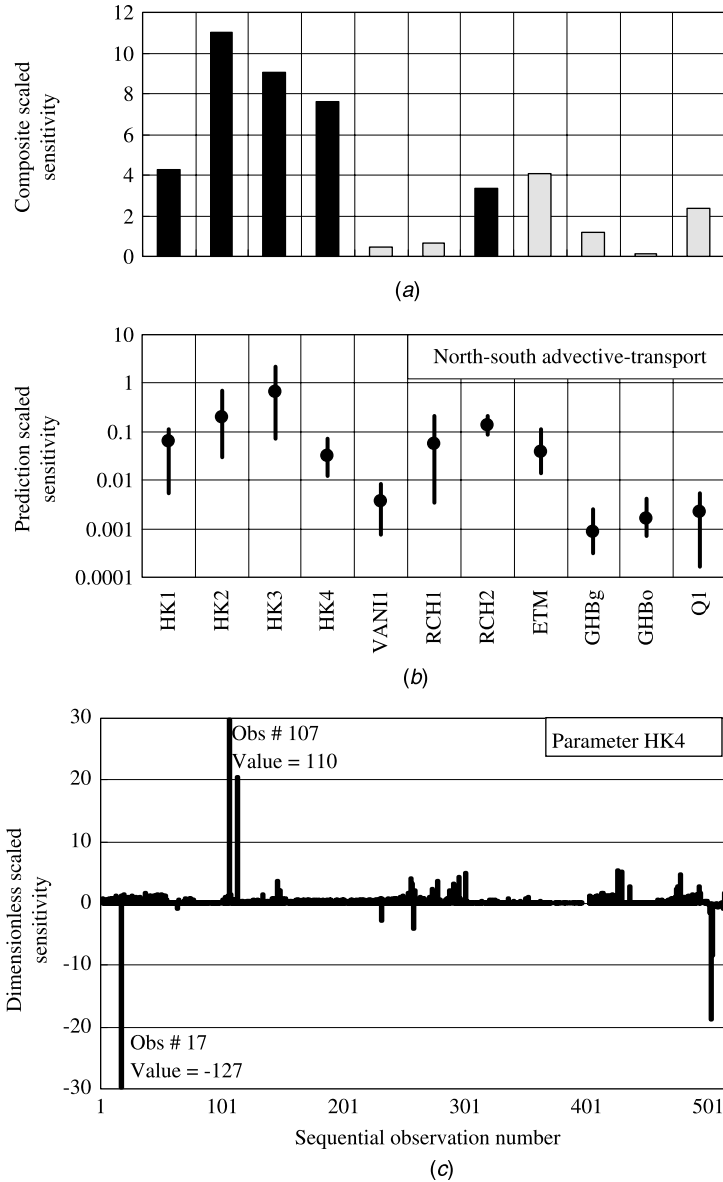 Composite scaled
sensitivity
12
10
8
6
4
2
0
(a)
Prediction scaled
sensitivity
10
1
0.1
0.01
0.001
0.0001
North-south advective-transport
HK1
HK2
HK3
HK4
VANI1
RCH1
RCH2
ETM
GHBg
GHBo
Q1
(b)
Dimensionless scaled
sensitivity
30
20
10
0
-10
-20
-30
Obs # 107
Value = 110
Parameter HK4
Obs # 17
Value = -127
1
101
201
301
401
501
Sequential observation number
(c)